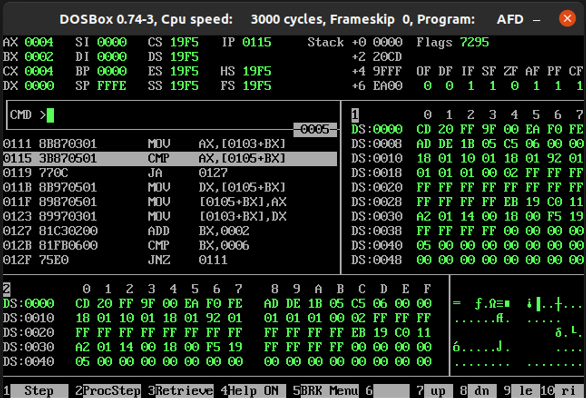 DOSBox 0.74-3, Cpu speed: 3000 cycles, Frameskip 0, Program: AFD
AX 0004 SI 0000 CS 19F5 IP 0115 Stack +0 0000 Flags 7295
BX 0002 DI 0000 DS 19F5 +2 20CD
CX 0004 BP 0000 ES 19F5 HS 19F5 +4 9FFF OF DF IF SF ZF AF PF CF
DX 0000 SP FFFE SS 19F5 FS 19F5 +6 EA00 0 0 1 1 0 1 1 1
CMD >
0005
1 0 1 2 3 4 5 6 7
DS:0000 CD 20 FF 9F 00 EA F0 FE
DS:0008 AD DE 1B 05 C5 06 00 00
DS:0010 18 01 10 01 18 01 92 01
DS:0018 01 01 01 00 02 FF FF FF
DS:0020 FF FF FF FF FF FF FF FF
DS:0028 FF FF FF FF EB 19 C0 11
DS:0030 A2 01 14 00 18 00 F5 19
DS:0038 FF FF FF FF 00 00 00 00
DS:0040 05 00 00 00 00 00 00 00
DS:0048 00 00 00 00 00 00 00 00
0111 8B870301 MOV AX,[0103+BX]
0115 3B870501 CMP AX,[0105+BX]
0119 770C JA 0127
011B 8B970501 MOV DX,[0105+BX]
011F 89870501 MOV [0105+BX],AX
0123 89970301 MOV [0103+BX],DX
0127 81C30200 ADD BX,0002
012B 81FB0600 CMP BX,0006
012F 75E0 JNZ 0111
2 0 1 2 3 4 5 6 7 8 9 A B C D E F
DS:0000 CD 20 FF 9F 00 EA F0 FE AD DE 1B 05 C5 06 00 00
DS:0010 18 01 10 01 18 01 92 01 01 01 01 00 02 FF FF FF
DS:0020 FF FF FF FF FF FF FF FF FF FF FF FF EB 19 C0 11
DS:0030 A2 01 14 00 18 00 F5 19 FF FF FF FF 00 00 00 00
DS:0040 05 00 00 00 00 00 00 00 00 00 00 00 00 00 00 00
1 Step 2 ProcStep 3 Retrieve 4 Help ON 5 BRK Menu 6 7 up 8 dn 9 le 10 ri